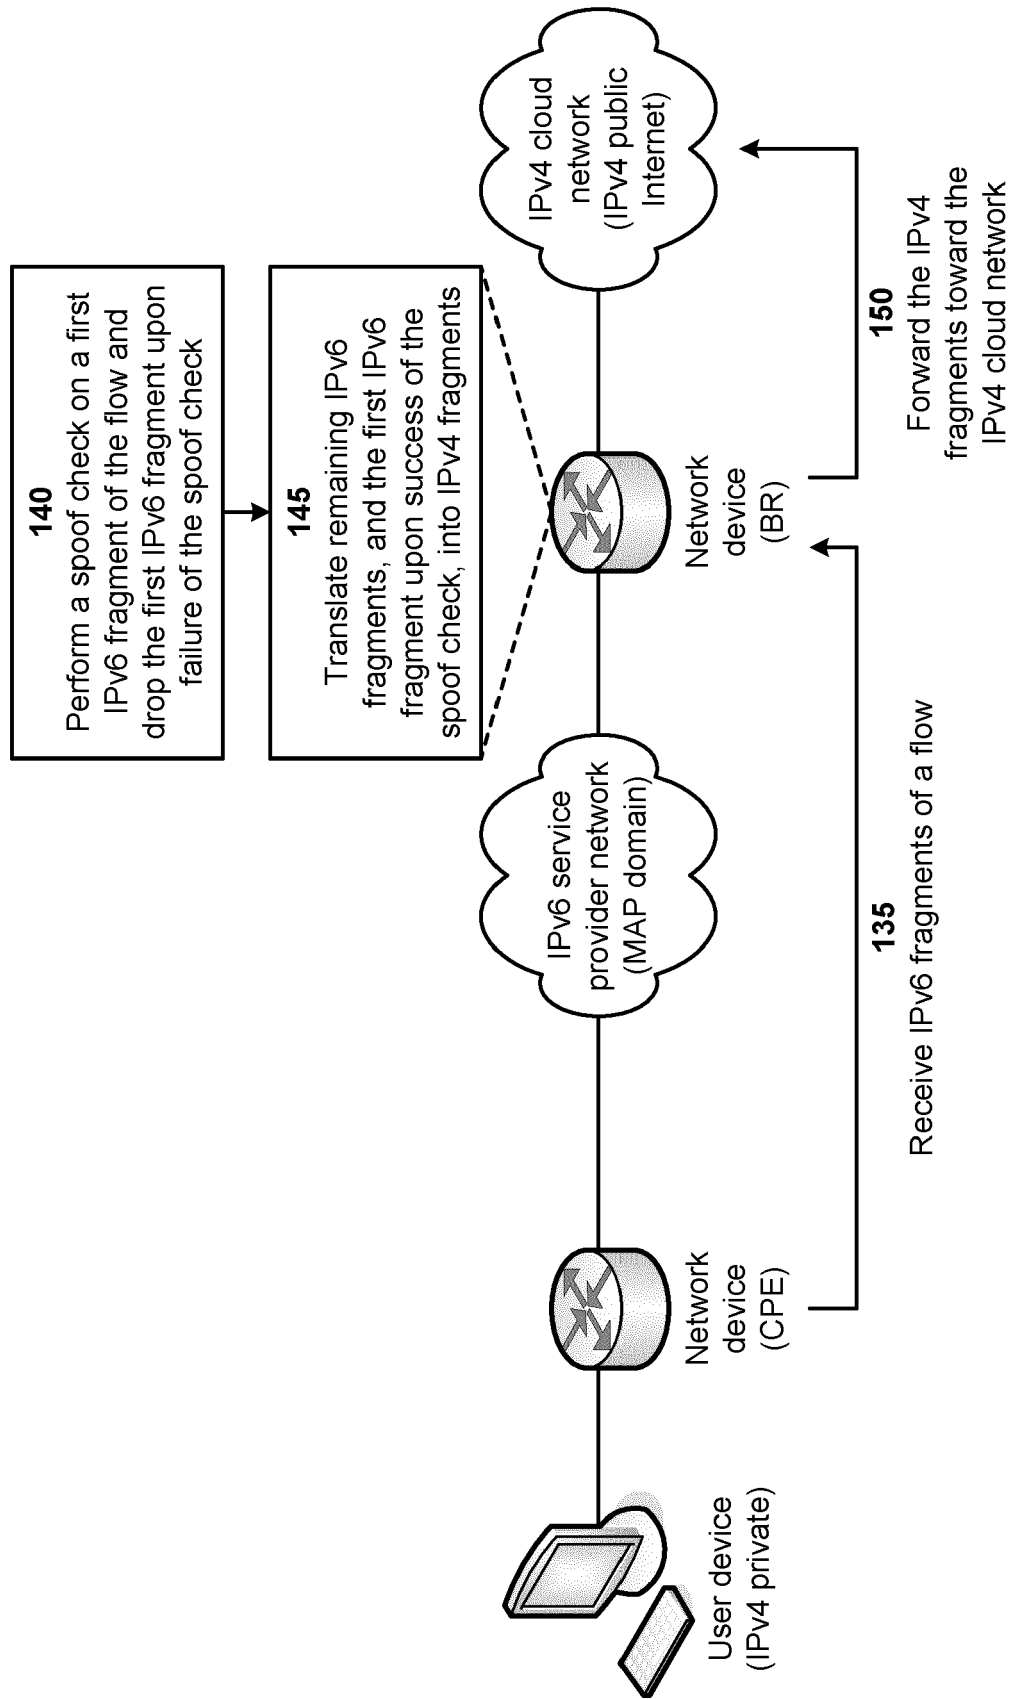 140
Perform a spoof check on a first
IPv6 fragment of the flow and
drop the first IPv6 fragment upon
failure of the spoof check
145
Translate remaining IPv6
fragments, and the first IPv6
fragment upon success of the
spoof check, into IPv4 fragments
User device
(IPv4 private)
Network
device
(CPE)
IPv6 service
provider network
(MAP domain)
Network
device
(BR)
IPv4 cloud
network
(IPv4 public
Internet)
135
Receive IPv6 fragments of a flow
150
Forward the IPv4
fragments toward the
IPv4 cloud network